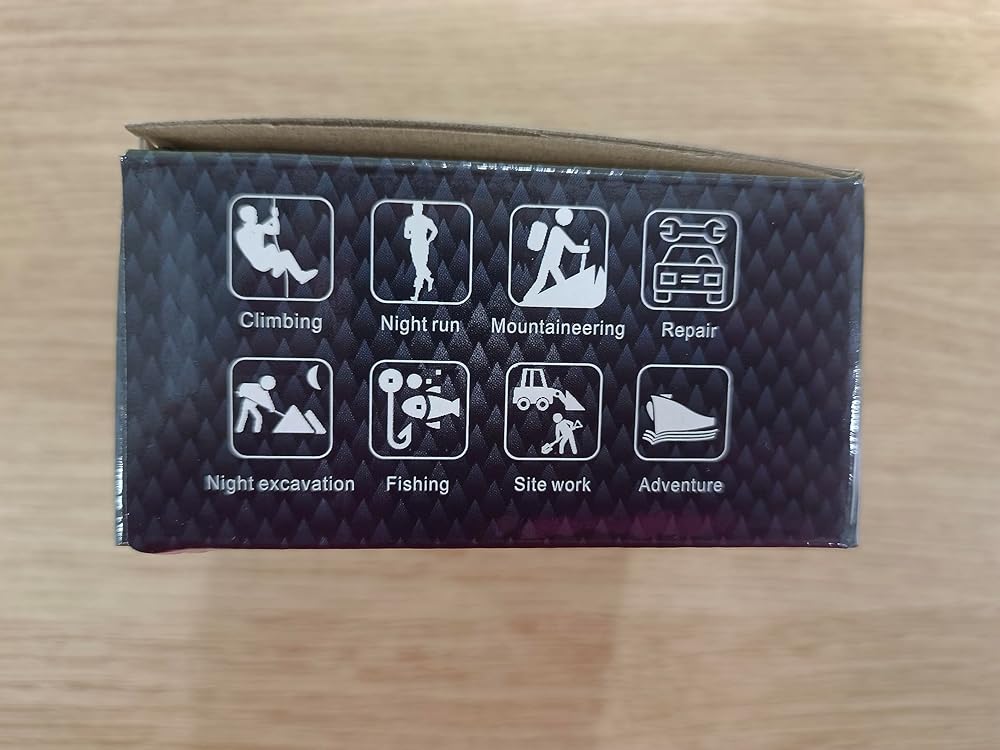 Climbing
Night run
Mountaineering
Repair
Night excavation
Fishing
Site work
Adventure